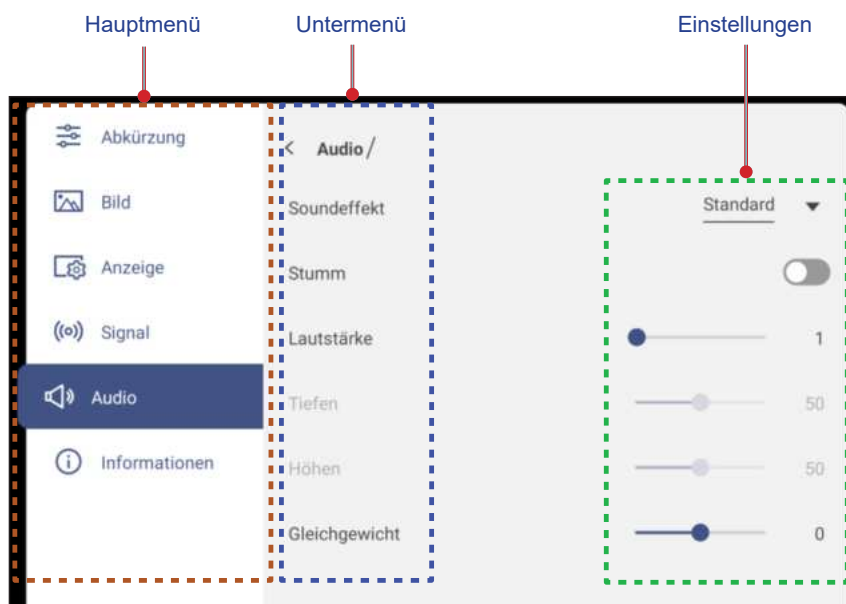 Hauptmenü Untermenü Einstellungen
Abkürzung
< Audio/
Bild
Soundeffekt Standard
Anzeige
Stumm
Signal
Lautstärke 1
Audio
Tiefen 50
Informationen
Höhen 50
Gleichgewicht 0